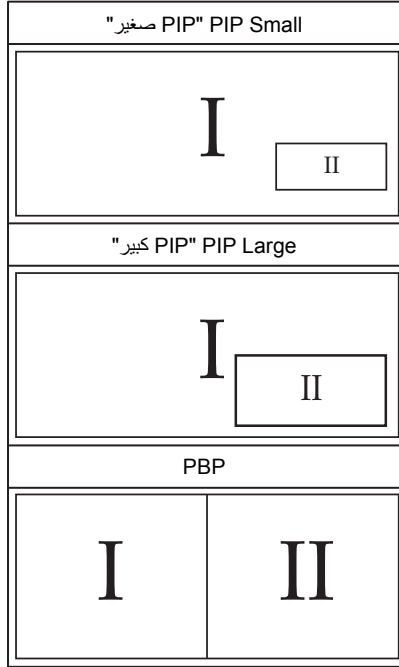 PIP Small "PIP صغير"
I
II
PIP Large "PIP كبير"
I
II
PBP
I II